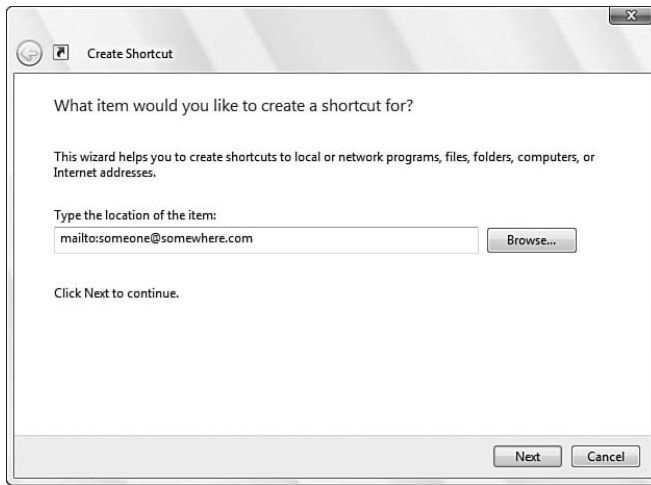 Create Shortcut
What item would you like to create a shortcut for?
This wizard helps you to create shortcuts to local or network programs, files, folders, computers, or
Internet addresses.
Type the location of the item:
mailto:someone@somewhere.com
Browse...
Click Next to continue.
Next
Cancel